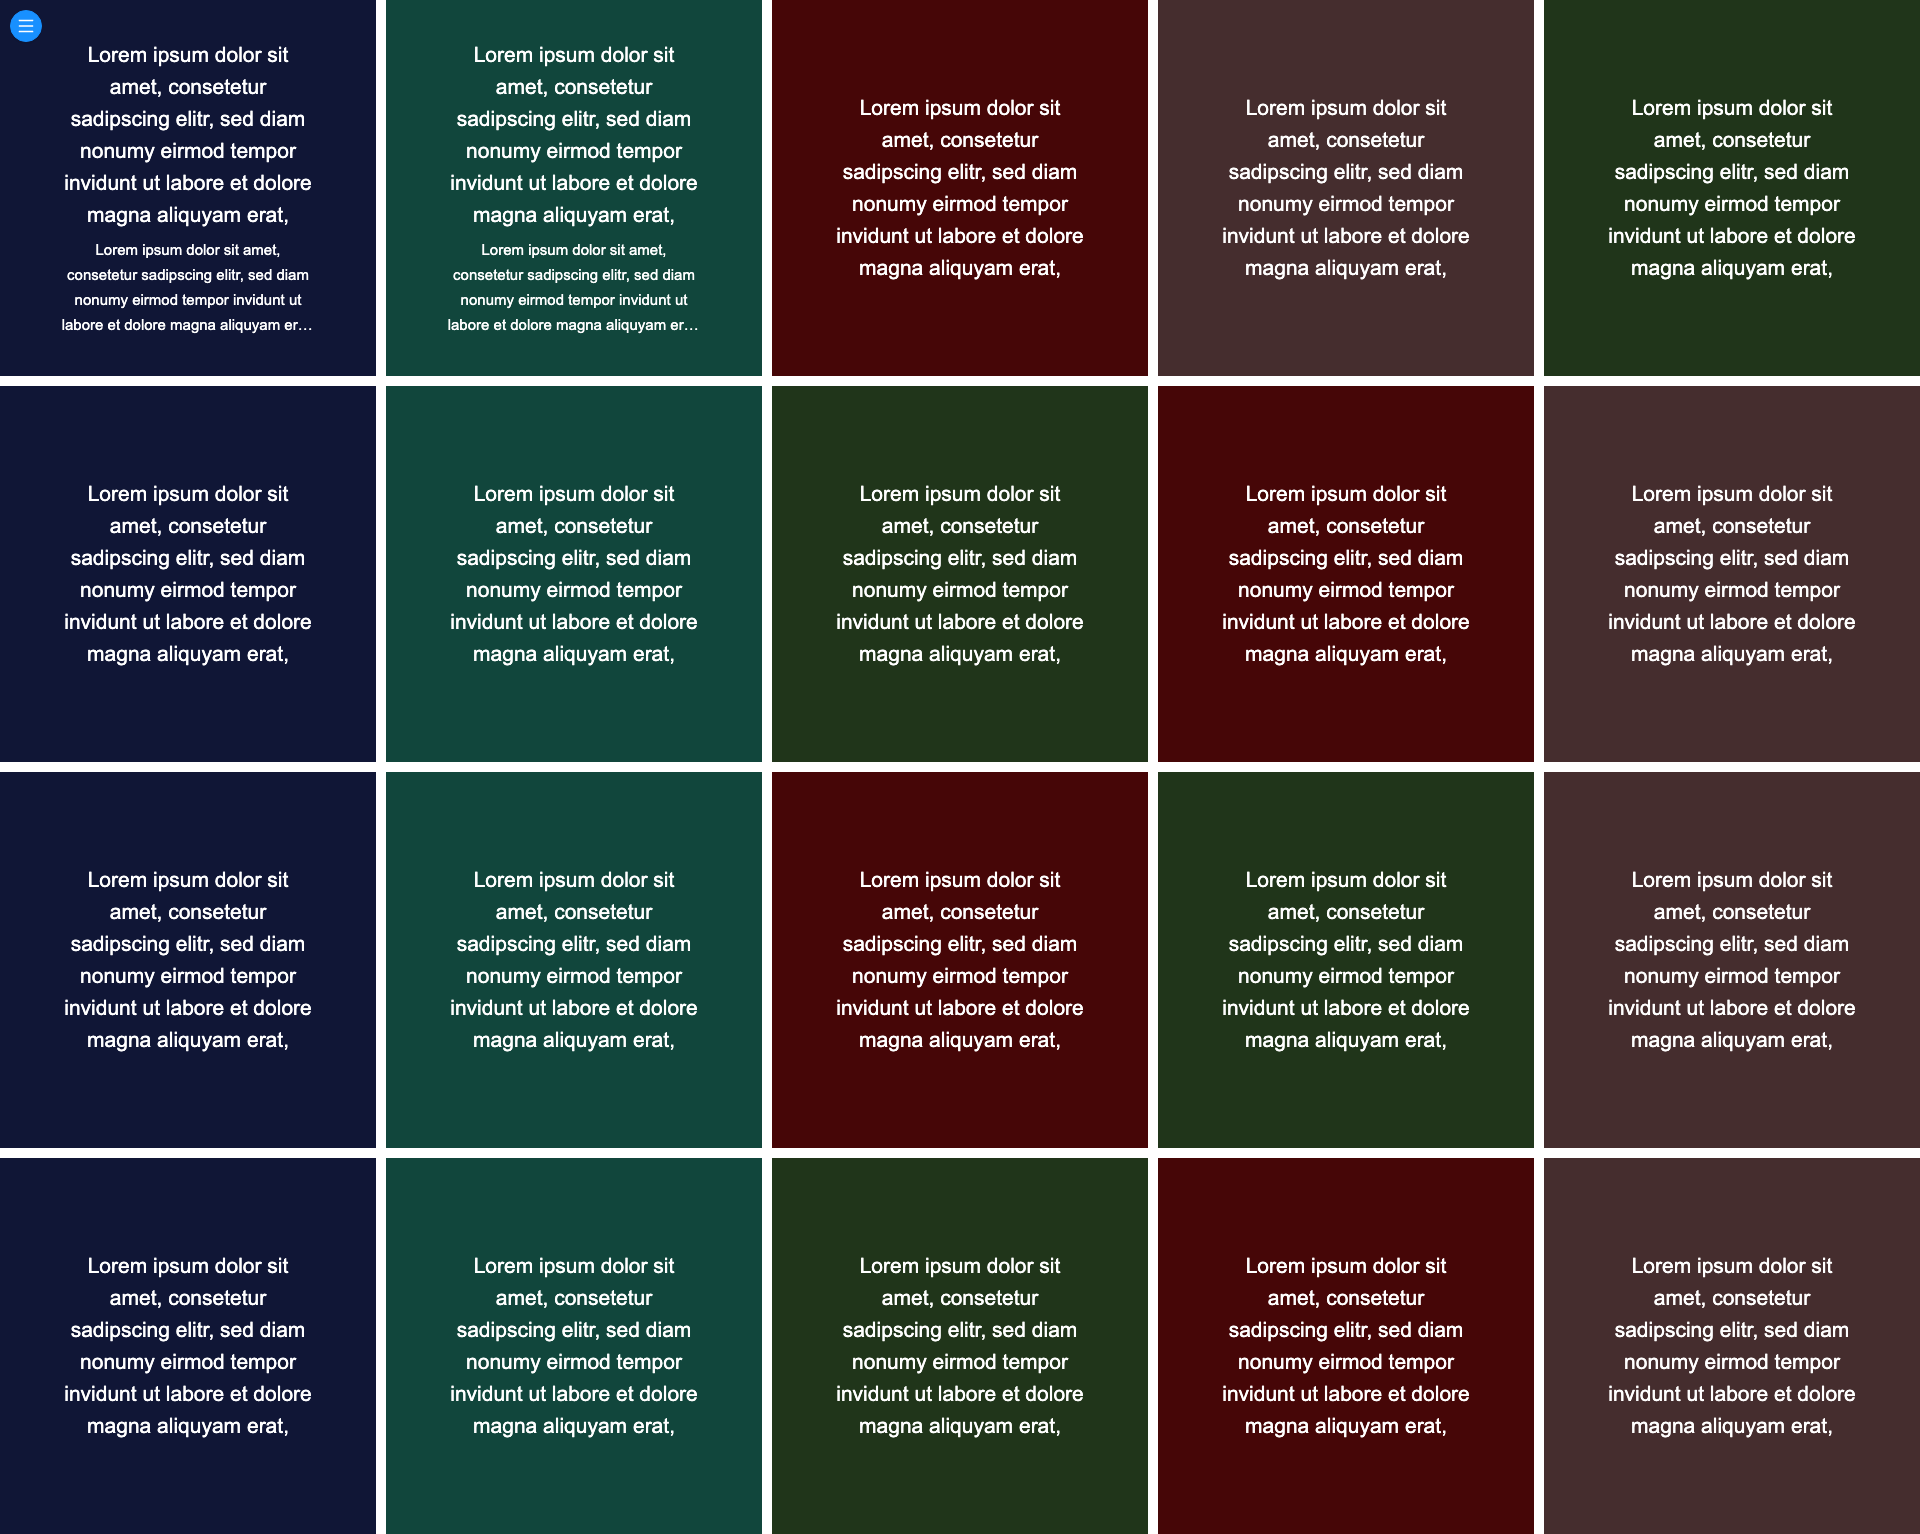 Lorem ipsum dolor sit
amet, consetetur
sadipscing elitr, sed diam
nonumy eirmod tempor
invidunt ut labore et dolore
magna aliquyam erat,
Lorem ipsum dolor sit amet,
consetetur sadipscing elitr, sed diam
nonumy eirmod tempor invidunt ut
labore et dolore magna aliquyam er…
Lorem ipsum dolor sit
amet, consetetur
sadipscing elitr, sed diam
nonumy eirmod tempor
invidunt ut labore et dolore
magna aliquyam erat,
Lorem ipsum dolor sit amet,
consetetur sadipscing elitr, sed diam
nonumy eirmod tempor invidunt ut
labore et dolore magna aliquyam er…
Lorem ipsum dolor sit
amet, consetetur
sadipscing elitr, sed diam
nonumy eirmod tempor
invidunt ut labore et dolore
magna aliquyam erat,
Lorem ipsum dolor sit
amet, consetetur
sadipscing elitr, sed diam
nonumy eirmod tempor
invidunt ut labore et dolore
magna aliquyam erat,
Lorem ipsum dolor sit
amet, consetetur
sadipscing elitr, sed diam
nonumy eirmod tempor
invidunt ut labore et dolore
magna aliquyam erat,
Lorem ipsum dolor sit
amet, consetetur
sadipscing elitr, sed diam
nonumy eirmod tempor
invidunt ut labore et dolore
magna aliquyam erat,
Lorem ipsum dolor sit
amet, consetetur
sadipscing elitr, sed diam
nonumy eirmod tempor
invidunt ut labore et dolore
magna aliquyam erat,
Lorem ipsum dolor sit
amet, consetetur
sadipscing elitr, sed diam
nonumy eirmod tempor
invidunt ut labore et dolore
magna aliquyam erat,
Lorem ipsum dolor sit
amet, consetetur
sadipscing elitr, sed diam
nonumy eirmod tempor
invidunt ut labore et dolore
magna aliquyam erat,
Lorem ipsum dolor sit
amet, consetetur
sadipscing elitr, sed diam
nonumy eirmod tempor
invidunt ut labore et dolore
magna aliquyam erat,
Lorem ipsum dolor sit
amet, consetetur
sadipscing elitr, sed diam
nonumy eirmod tempor
invidunt ut labore et dolore
magna aliquyam erat,
Lorem ipsum dolor sit
amet, consetetur
sadipscing elitr, sed diam
nonumy eirmod tempor
invidunt ut labore et dolore
magna aliquyam erat,
Lorem ipsum dolor sit
amet, consetetur
sadipscing elitr, sed diam
nonumy eirmod tempor
invidunt ut labore et dolore
magna aliquyam erat,
Lorem ipsum dolor sit
amet, consetetur
sadipscing elitr, sed diam
nonumy eirmod tempor
invidunt ut labore et dolore
magna aliquyam erat,
Lorem ipsum dolor sit
amet, consetetur
sadipscing elitr, sed diam
nonumy eirmod tempor
invidunt ut labore et dolore
magna aliquyam erat,
Lorem ipsum dolor sit
amet, consetetur
sadipscing elitr, sed diam
nonumy eirmod tempor
invidunt ut labore et dolore
magna aliquyam erat,
Lorem ipsum dolor sit
amet, consetetur
sadipscing elitr, sed diam
nonumy eirmod tempor
invidunt ut labore et dolore
magna aliquyam erat,
Lorem ipsum dolor sit
amet, consetetur
sadipscing elitr, sed diam
nonumy eirmod tempor
invidunt ut labore et dolore
magna aliquyam erat,
Lorem ipsum dolor sit
amet, consetetur
sadipscing elitr, sed diam
nonumy eirmod tempor
invidunt ut labore et dolore
magna aliquyam erat,
Lorem ipsum dolor sit
amet, consetetur
sadipscing elitr, sed diam
nonumy eirmod tempor
invidunt ut labore et dolore
magna aliquyam erat,